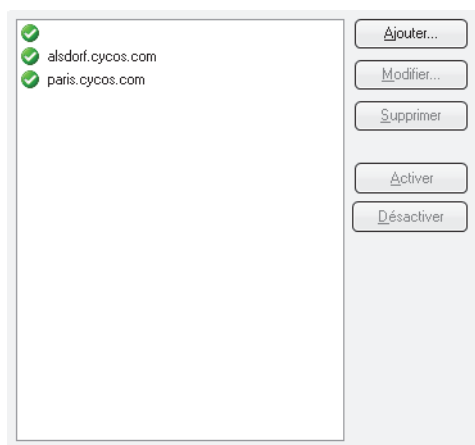 alsdorf.cycos.com
paris.cycos.com
Ajouter...
Modifier...
Supprimer
Activer
Désactiver